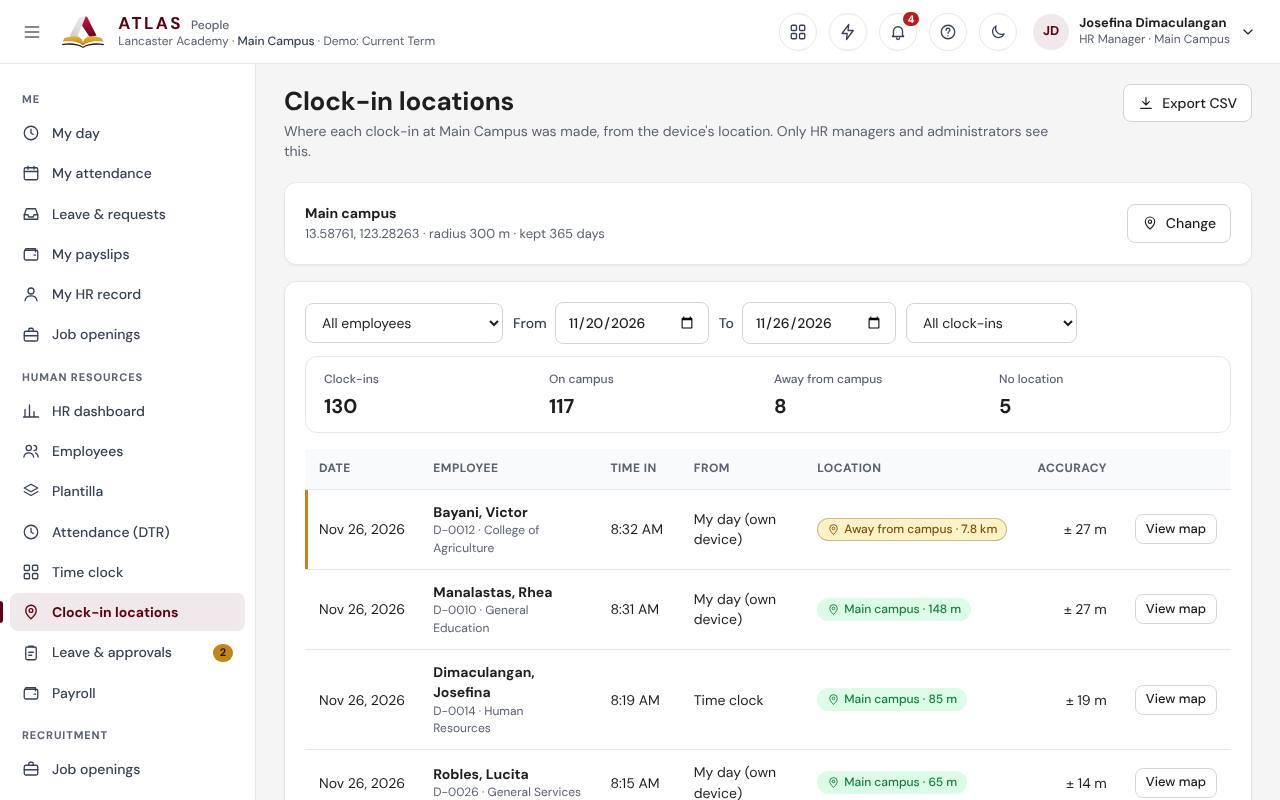 ATLAS People
Lancaster Academy · Main Campus · Demo: Current Term
4
JD
Josefina Dimaculangan
HR Manager · Main Campus
ME
My day
My attendance
Leave & requests
My payslips
My HR record
Job openings
HUMAN RESOURCES
HR dashboard
Employees
Plantilla
Attendance (DTR)
Time clock
Clock-in locations
Leave & approvals 2
Payroll
RECRUITMENT
Job openings
Clock-in locations
Where each clock-in at Main Campus was made, from the device's location. Only HR managers and administrators see
this.
Export CSV
Main campus
13.58761, 123.28263 · radius 300 m · kept 365 days
Change
All employees From 11/20/2026 To 11/26/2026 All clock-ins
Clock-ins On campus Away from campus No location
130 117 8 5
DATE EMPLOYEE TIME IN FROM LOCATION ACCURACY
Nov 26, 2026
Bayani, Victor
D-0012 · College of
Agriculture
8:32 AM
My day (own
device)
Away from campus · 7.8 km
± 27 m
View map
Nov 26, 2026
Manalastas, Rhea
D-0010 · General
Education
8:31 AM
My day (own
device)
Main campus · 148 m
± 27 m
View map
Nov 26, 2026
Dimaculangan,
Josefina
D-0014 · Human
Resources
8:19 AM
Time clock
Main campus · 85 m
± 19 m
View map
Nov 26, 2026
Robles, Lucita
D-0026 · General Services
8:15 AM
My day (own
device)
Main campus · 65 m
± 14 m
View map